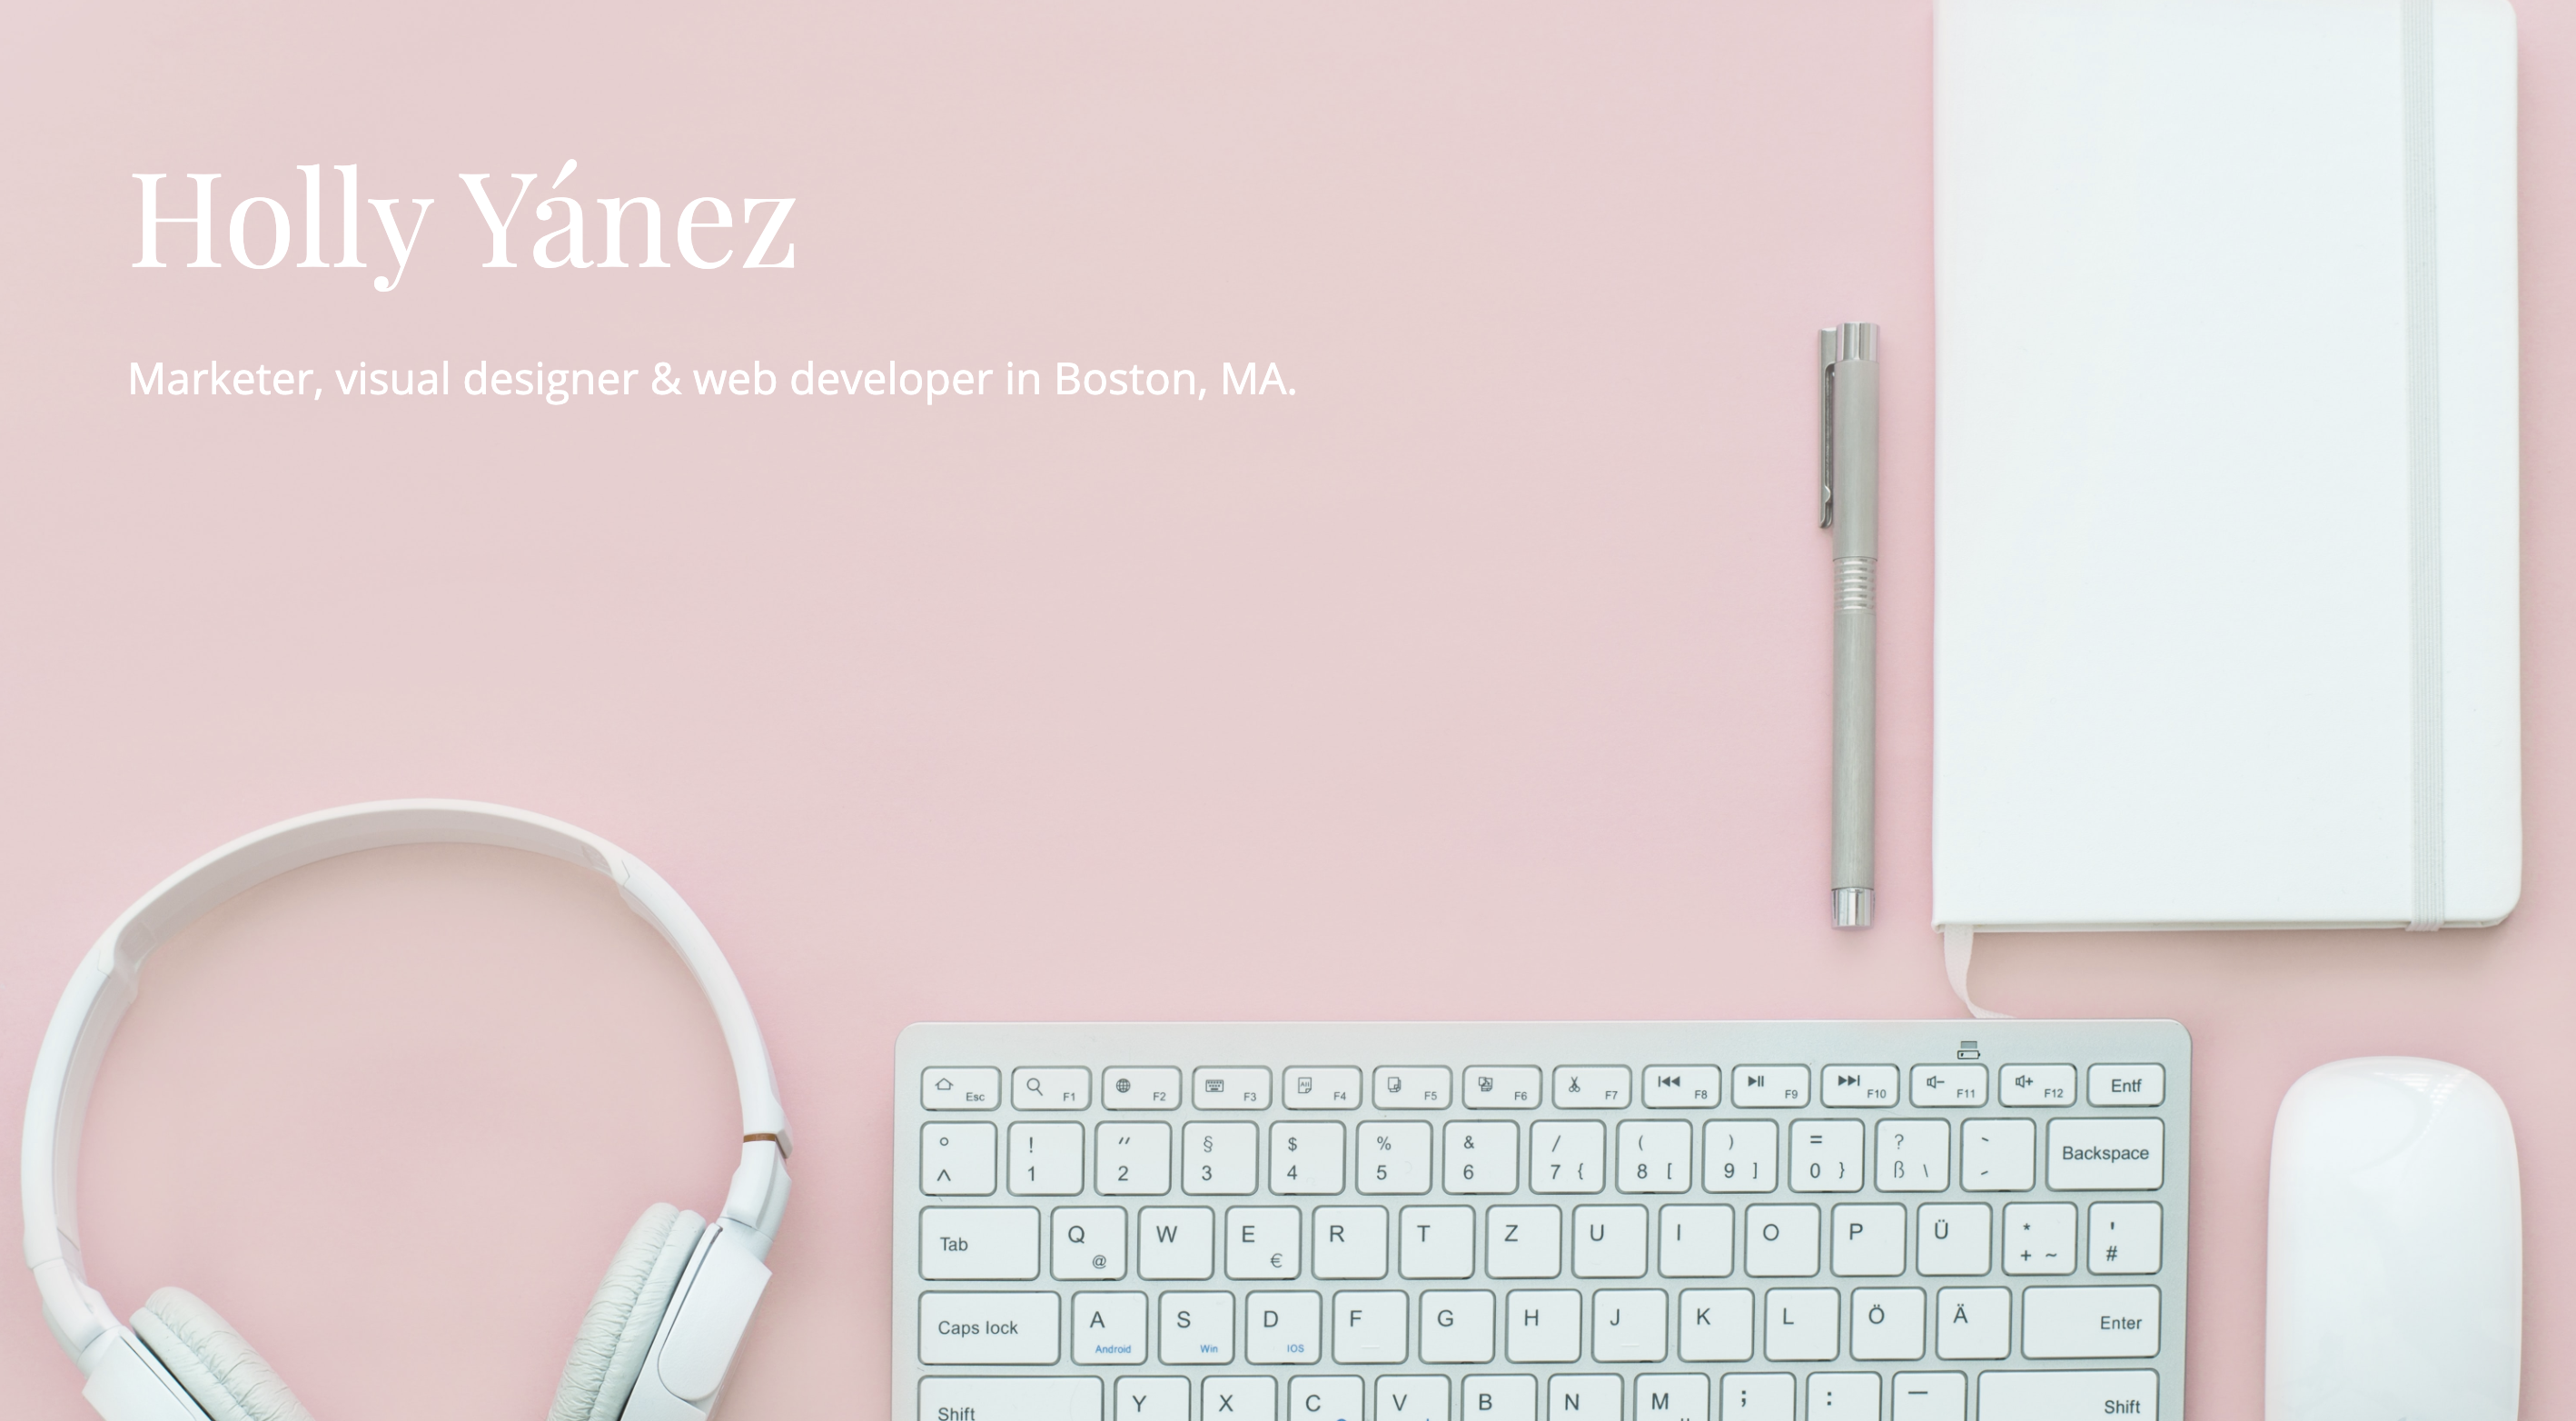 Holly Yánez
Marketer, visual designer & web developer in Boston, MA.
Esc F1 F2 F3 F4 F5 F6 F7 F8 F9 F10 F11 F12 Entf
° ! " § $ % & / ( ) = ? `
^ 1 2 3 4 5 6 7 { 8 [ 9 ] 0 } ß \ ´ Backspace
Tab Q @ W E € R T Z U I O P Ü * + ~ ' #
Caps lock A Android S Win D IOS F G H J K L Ö Ä Enter
Shift Y X C V B N M ; : — Shift